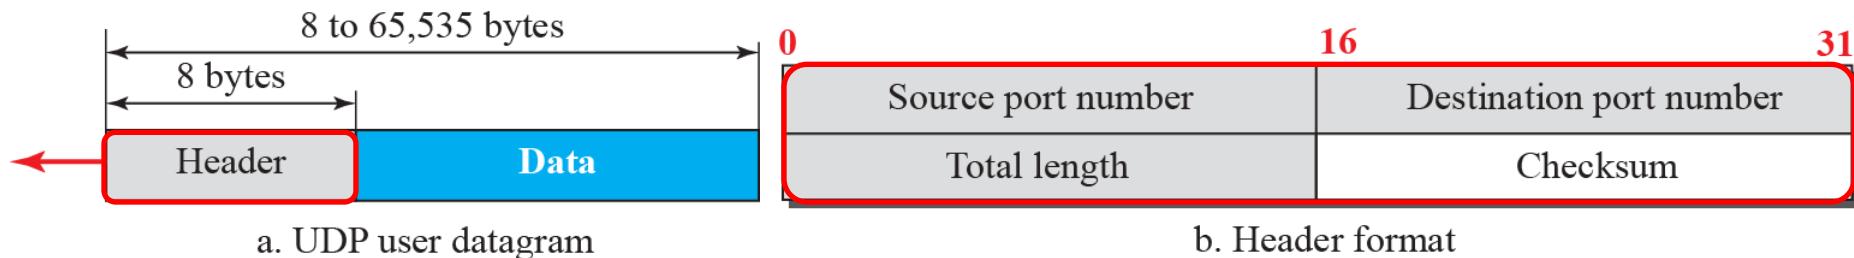 8 to 65,535 bytes
8 bytes
Header
Data
a. UDP user datagram
0 16 31
Source port number Destination port number
Total length Checksum
b. Header format